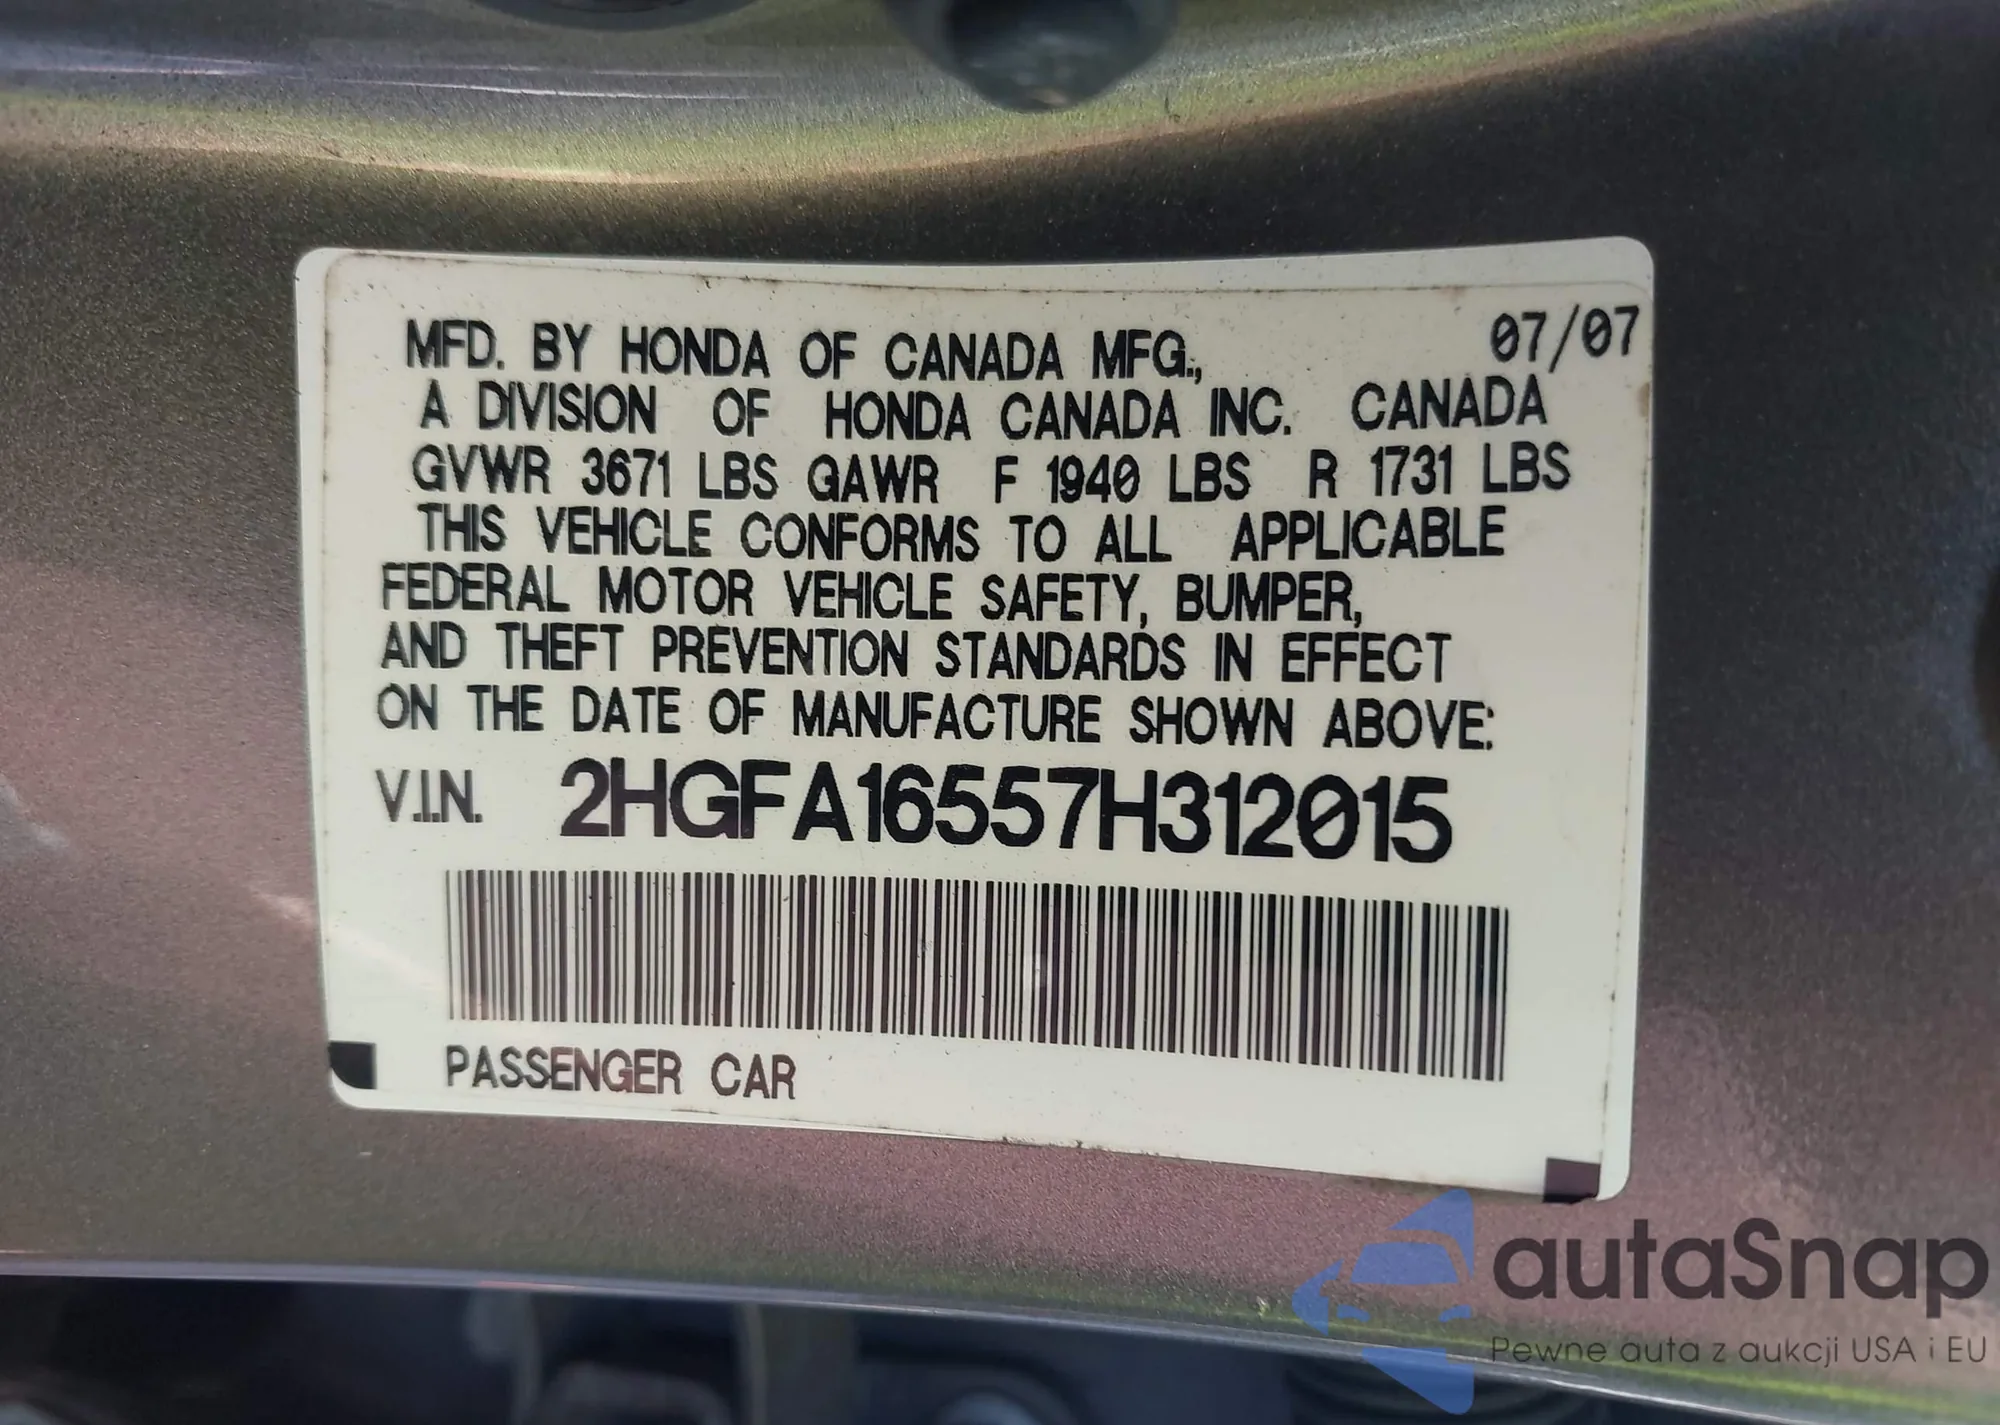 07/07
MFD. BY HONDA OF CANADA MFG.,
A DIVISION OF HONDA CANADA INC. CANADA
GVWR 3671 LBS GAWR F 1940 LBS R 1731 LBS
THIS VEHICLE CONFORMS TO ALL APPLICABLE
FEDERAL MOTOR VEHICLE SAFETY, BUMPER,
AND THEFT PREVENTION STANDARDS IN EFFECT
ON THE DATE OF MANUFACTURE SHOWN ABOVE:
V.I.N. 2HGFA16557H312015
PASSENGER CAR
autaSnap
Pewne auta z aukcji USA i EU